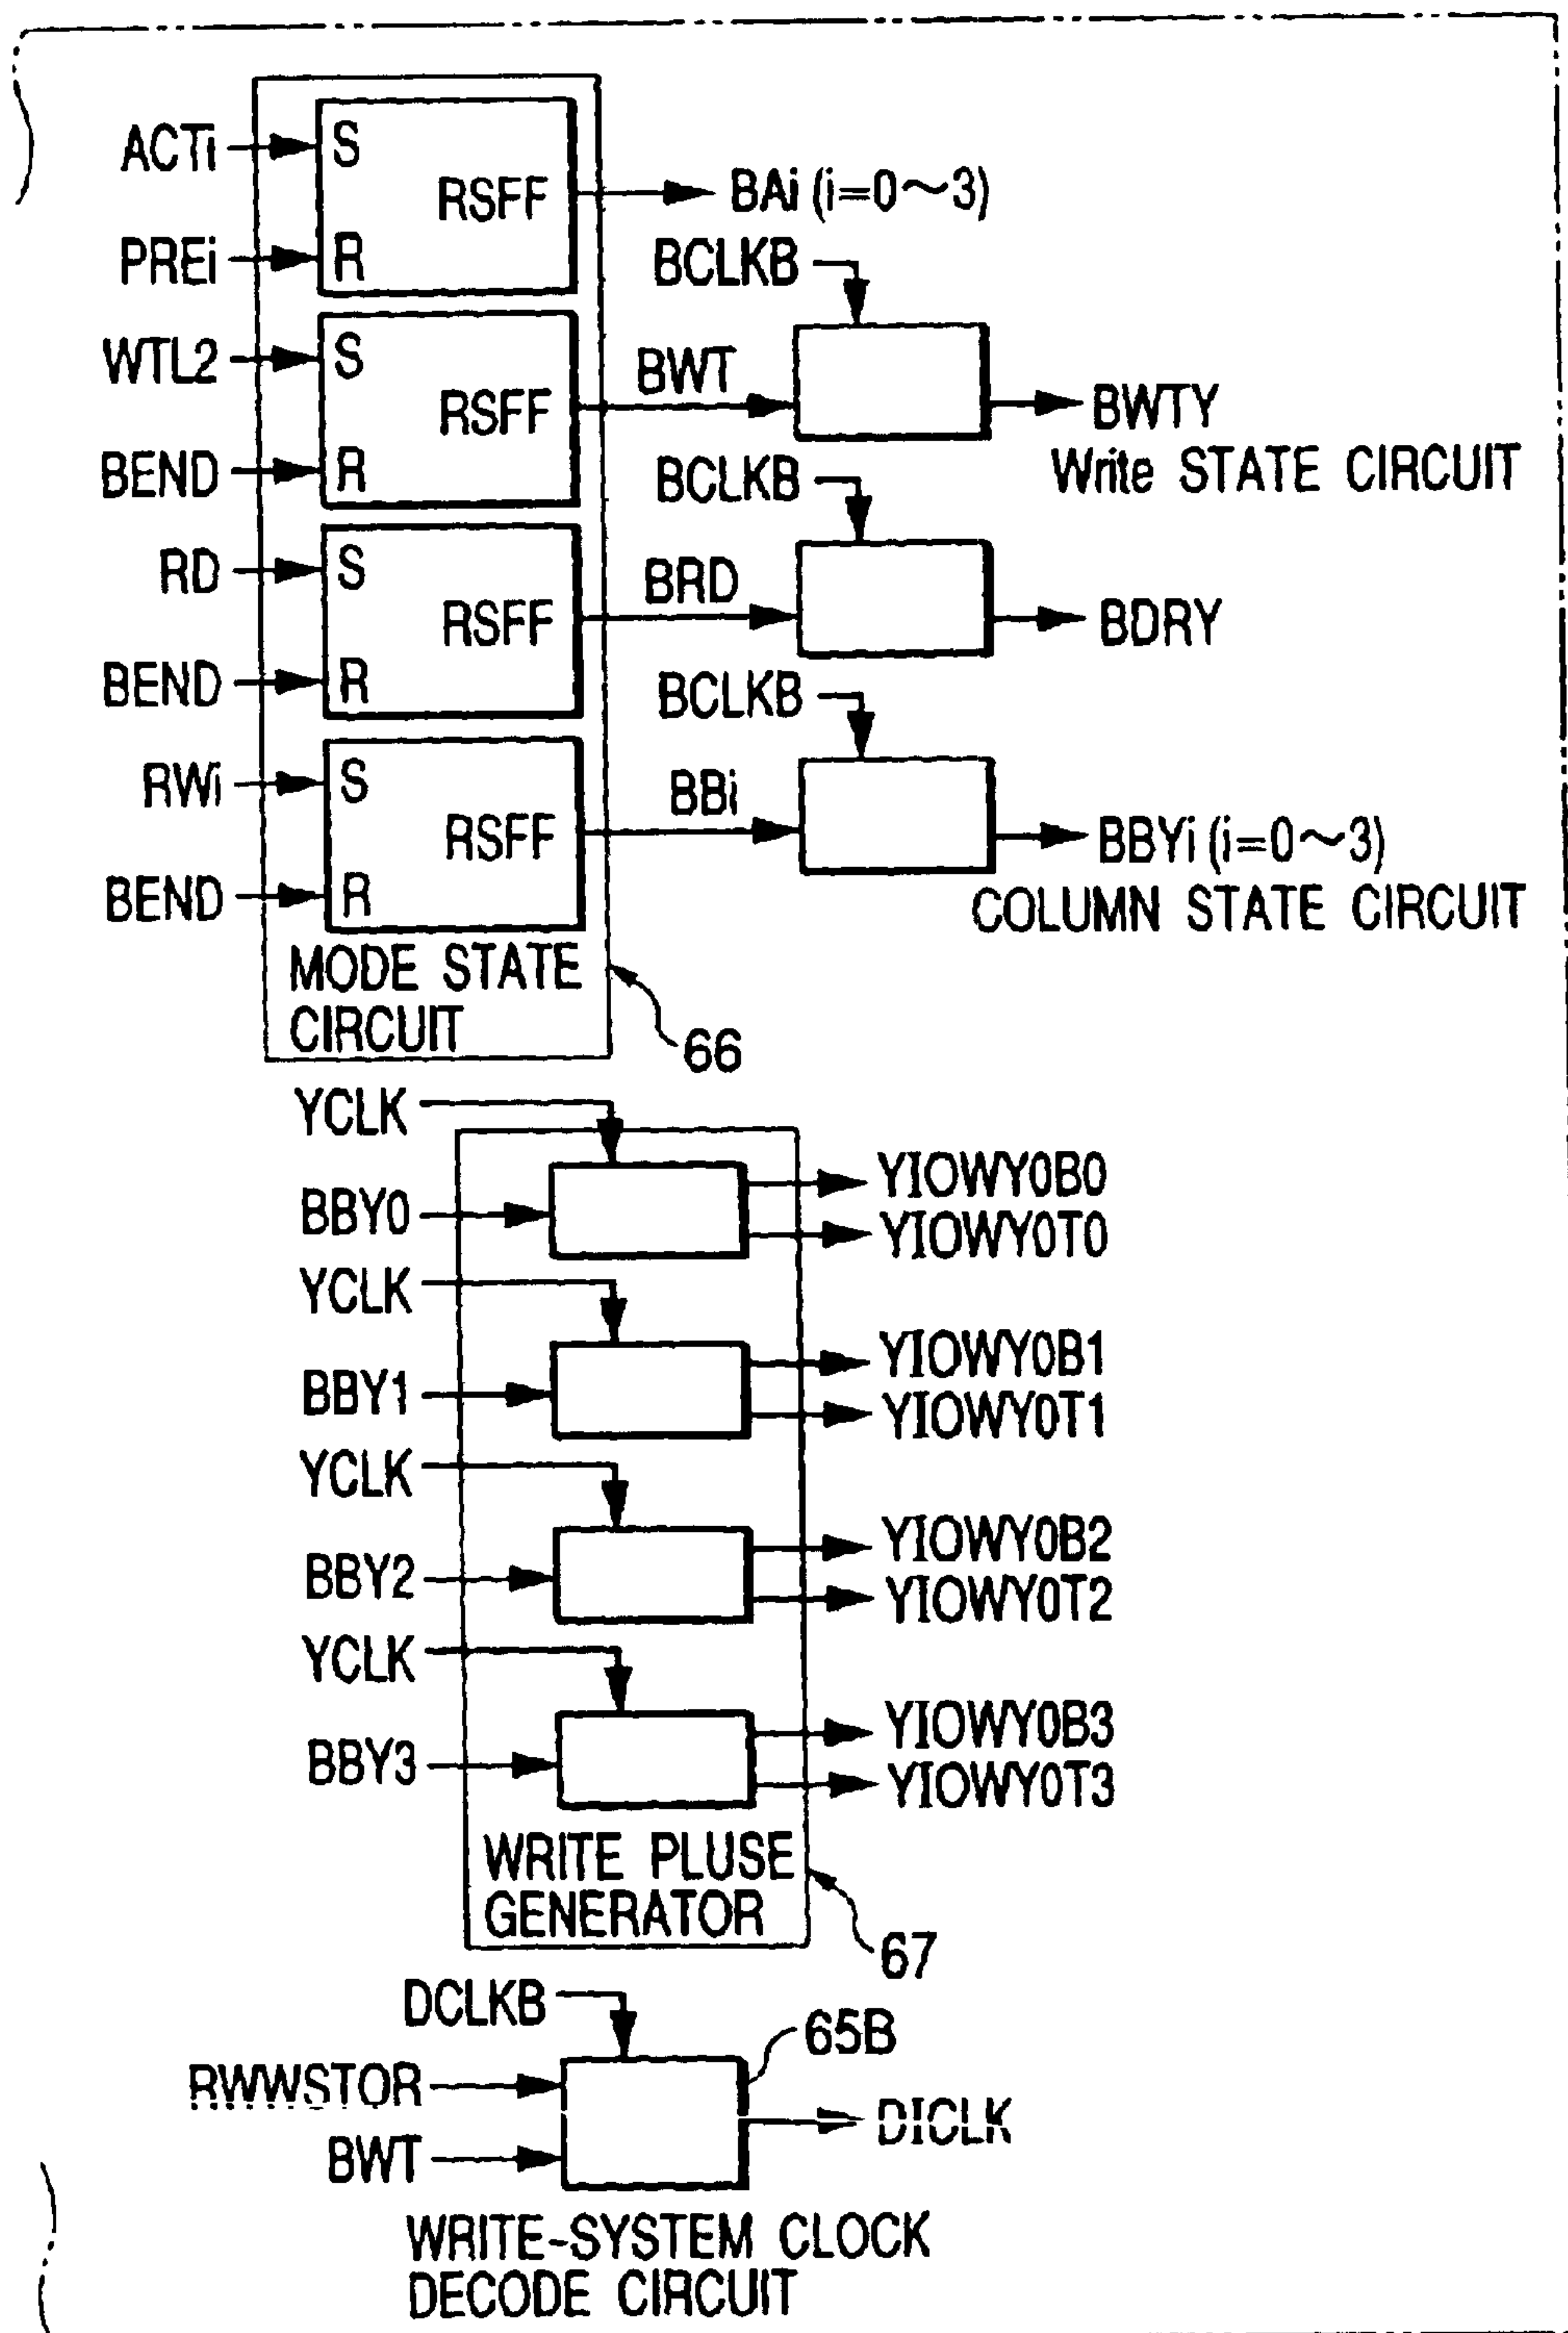 ACTi
S
RSFF
BAi (i=0～3)
PREi
R
BCLKB
WTL2
S
RSFF
BWT
BWTY
Write STATE CIRCUIT
BEND
R
BCLKB
RD
S
RSFF
BRD
BDRY
BEND
R
BCLKB
RWi
S
RSFF
BBi
BBYi (i=0～3)
COLUMN STATE CIRCUIT
BEND
R
MODE STATE
CIRCUIT
66
YCLK
BBY0
YIOWY0B0
YIOWY0T0
YCLK
BBY1
YIOWY0B1
YIOWY0T1
YCLK
BBY2
YIOWY0B2
YIOWY0T2
YCLK
BBY3
YIOWY0B3
YIOWY0T3
WRITE PLUSE
GENERATOR
67
DCLKB
65B
RWWSTOR
DICLK
BWT
WRITE-SYSTEM CLOCK
DECODE CIRCUIT